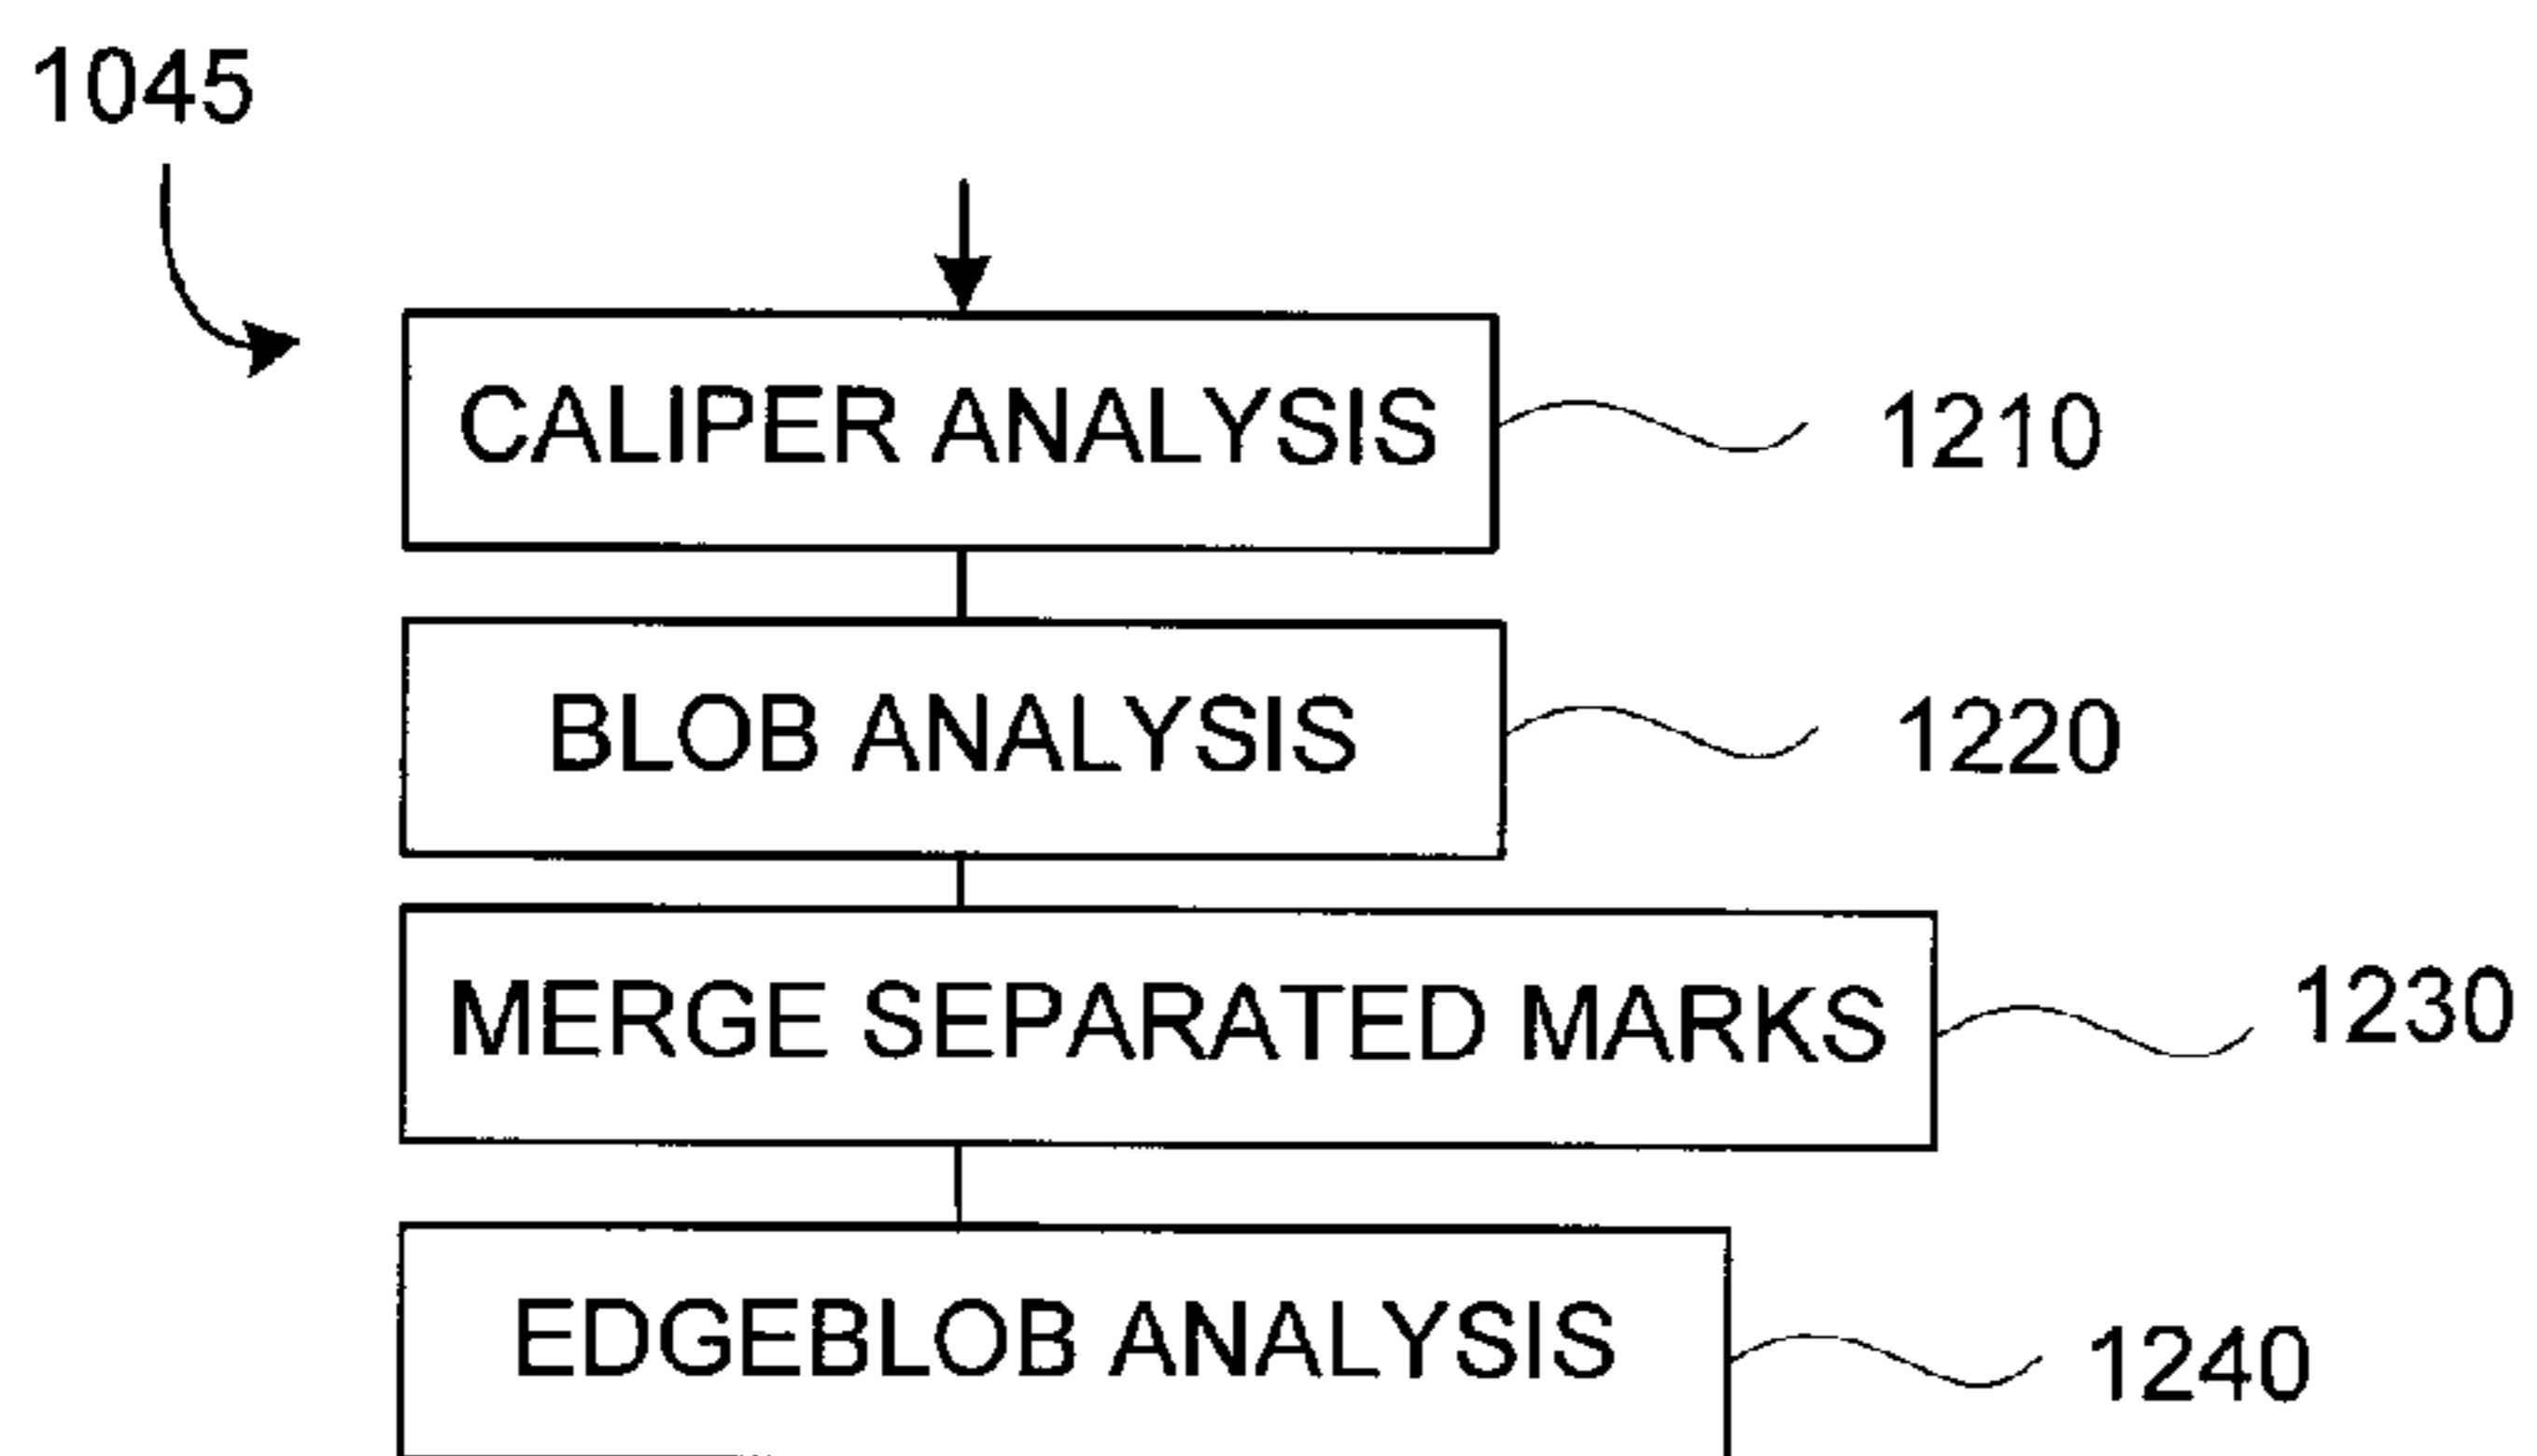 1045
CALIPER ANALYSIS 1210
BLOB ANALYSIS 1220
MERGE SEPARATED MARKS 1230
EDGEBLOB ANALYSIS 1240